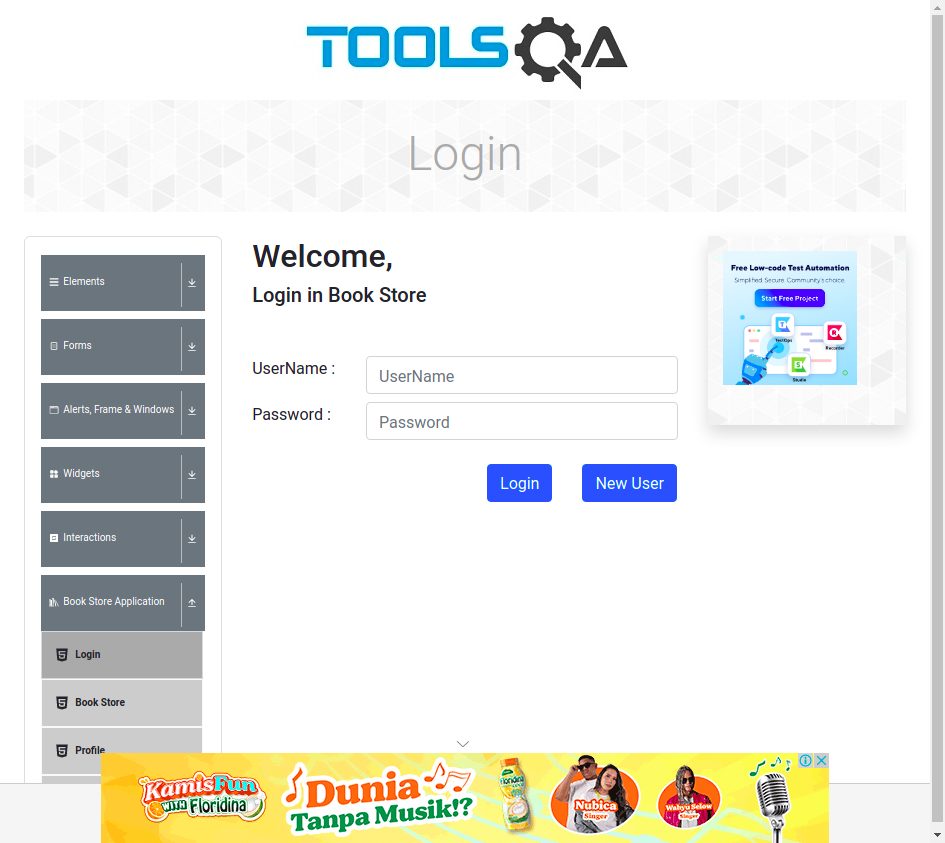 TOOLSQA
Login
Elements
Forms
Alerts, Frame & Windows
Widgets
Interactions
Book Store Application
Login
Book Store
Profile
Welcome,
Login in Book Store
UserName :
UserName
Password :
Password
Login
New User
Free Low-code Test Automation
Simplified. Secure. Community's choice.
Start Free Project
TestOps
Recorder
Studio
KamisFun
with Floridina
Dunia
Tanpa Musik!?
floridina
Nubica
Singer
Wahyu Selow
Singer